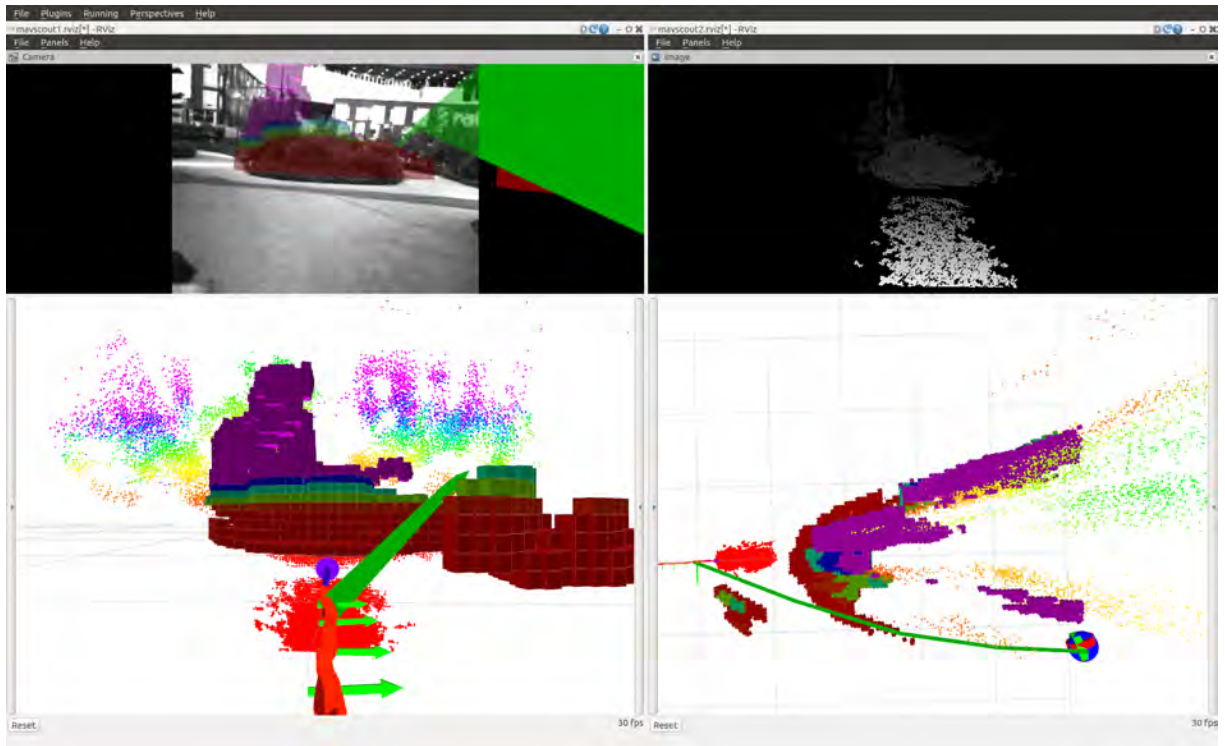 File Plugins Running Perspectives Help
mavscout1.rviz[*] - RViz
D
- O ✖
mavscout2.rviz[*] - RViz
D
- O ✖
File Panels Help
File Panels Help
Camera
Image
Reset
30 fps
Reset
30 fps